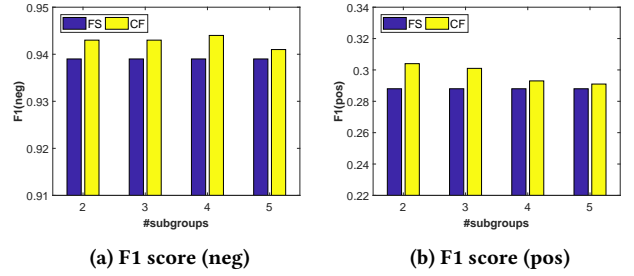 FS CF
0.95
0.94
0.93
0.92
0.91
F1(neg)
2 3 4 5
#subgroups
(a) F1 score (neg)
FS CF
0.34
0.32
0.3
0.28
0.26
0.24
0.22
F1(pos)
2 3 4 5
#subgroups
(b) F1 score (pos)